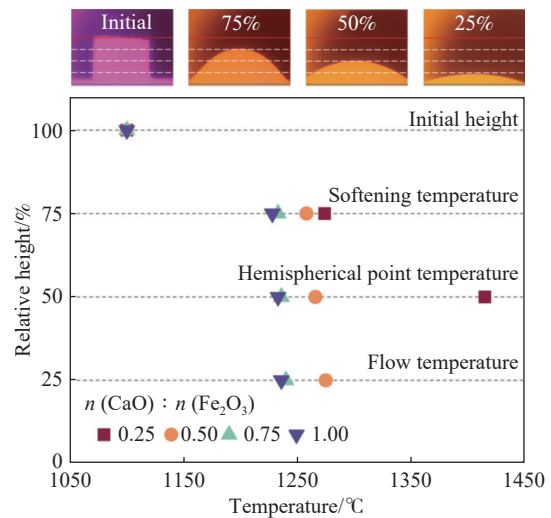 Initial 75% 50% 25%
Initial height
100
Softening temperature
75
Hemispherical point temperature
50
Flow temperature
25
n (CaO) : n (Fe₂O₃)
0.25 0.50 0.75 1.00
0
1050 1150 1250 1350 1450
Temperature/℃
Relative height/%